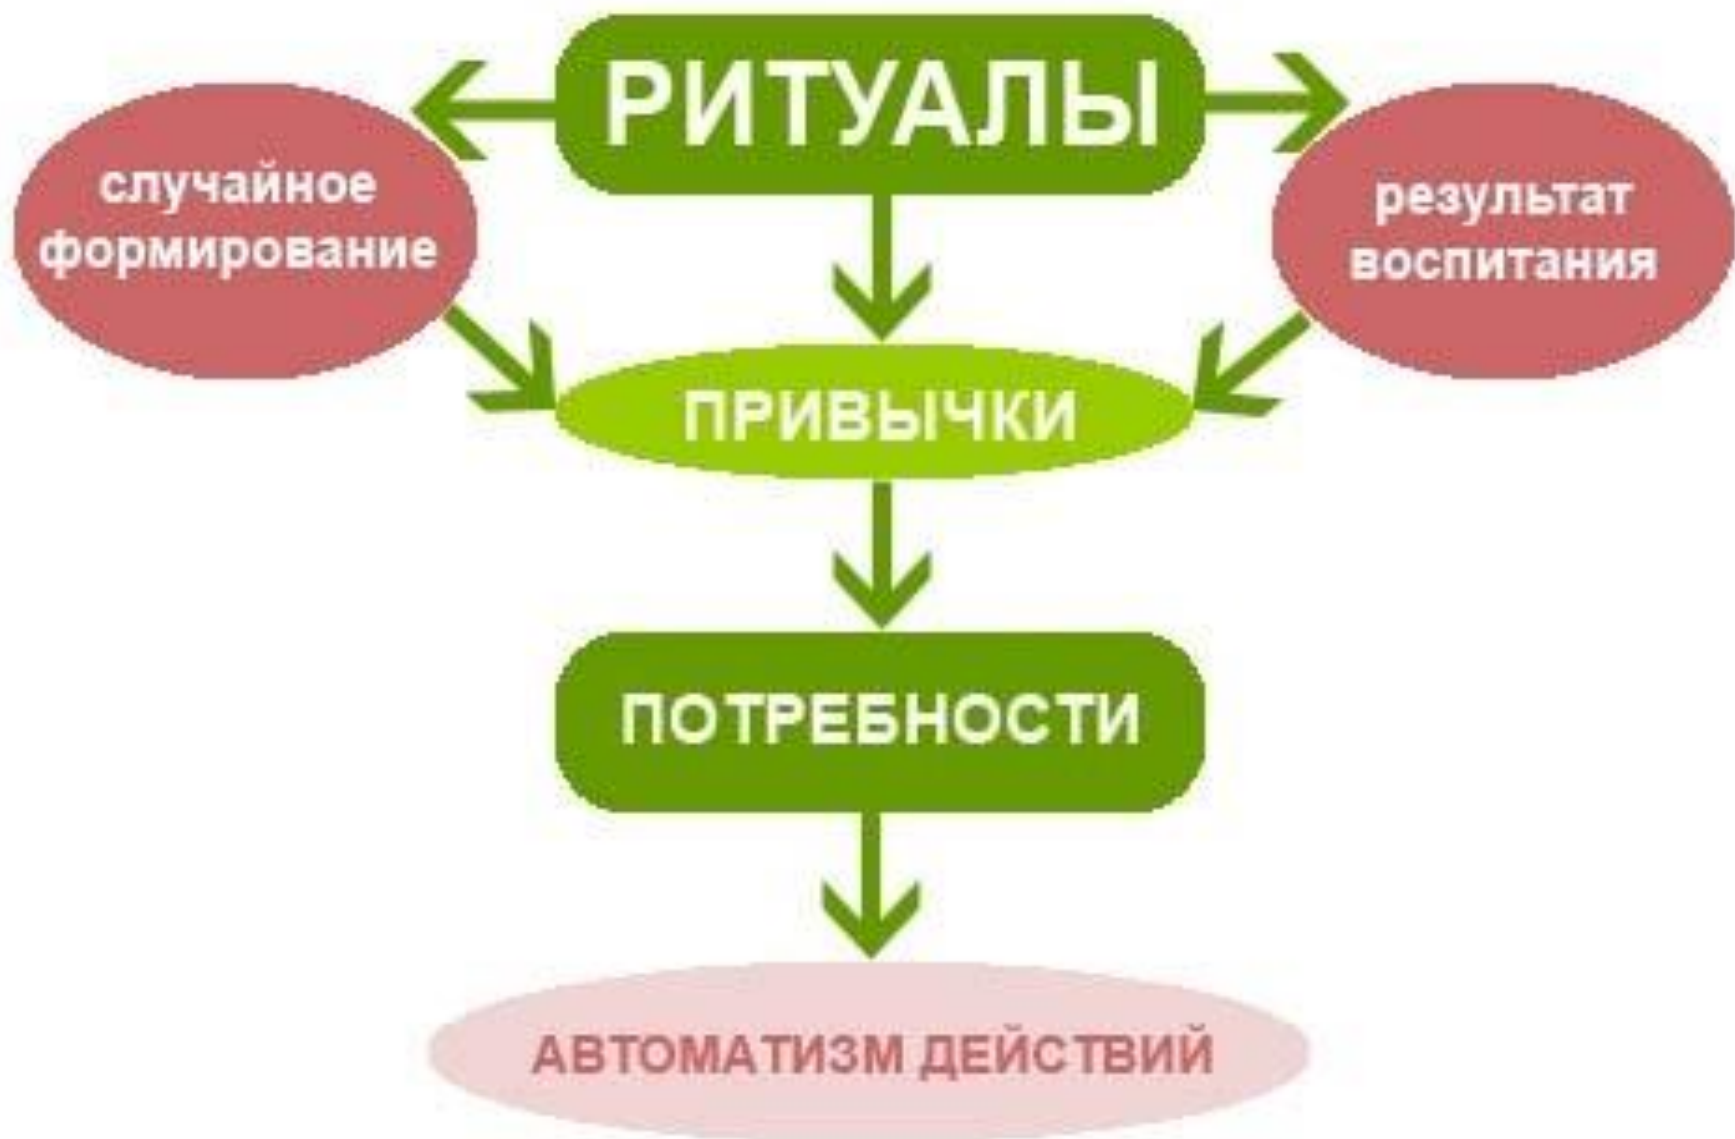 РИТУАЛЫ
случайное
формирование
результат
воспитания
ПРИВЫЧКИ
ПОТРЕБНОСТИ
АВТОМАТИЗМ ДЕЙСТВИЙ